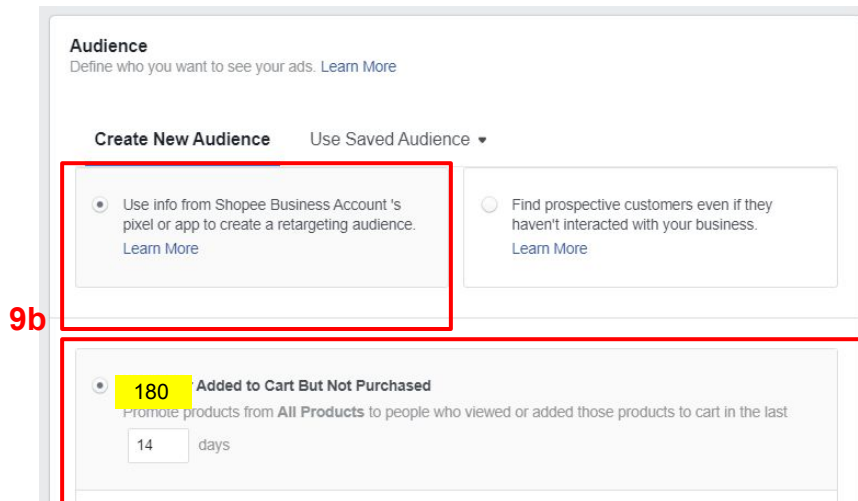 Audience
Define who you want to see your ads. Learn More
Create New Audience Use Saved Audience
Use info from Shopee Business Account 's
pixel or app to create a retargeting audience.
Learn More
Find prospective customers even if they
haven't interacted with your business.
Learn More
9b
180 Added to Cart But Not Purchased
Promote products from All Products to people who viewed or added those products to cart in the last
14 days